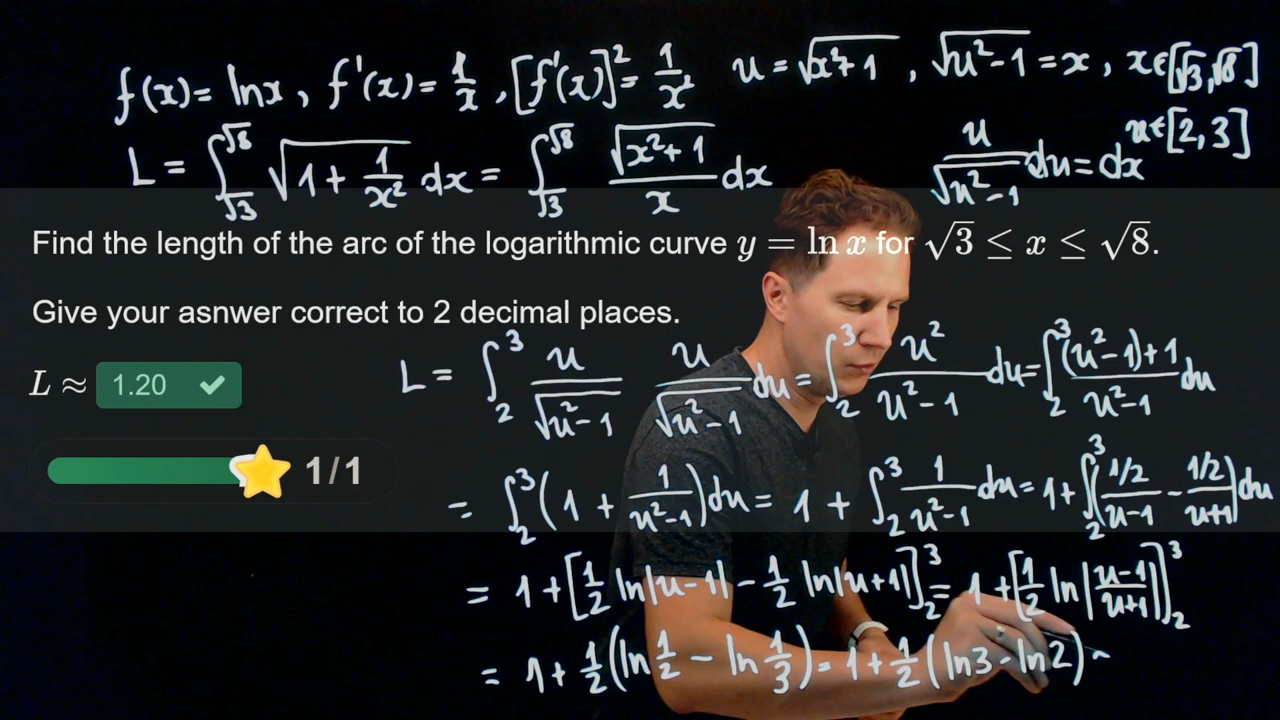 f(x) = ln x, f'(x) = 1/x, [f'(x)]² = 1/x² u = √(x²+1), √(u²-1) = x, x∈[√3,√8]
L = ∫_{√3}^{√8} √(1 + 1/x²) dx = ∫_{√3}^{√8} √(x²+1)/x dx u/√(u²-1) du = dx u∈[2,3]
Find the length of the arc of the logarithmic curve y = ln x for √3 ≤ x ≤ √8.
Give your asnwer correct to 2 decimal places.
L ≈ 1.20 ✔
1/1
L = ∫_2^3 u/√(u²-1) u/√(u²-1) du = ∫_2^3 u²/(u²-1) du = ∫_2^3 ((u²-1)+1)/(u²-1) du
= ∫_2^3 (1 + 1/(u²-1)) du = 1 + ∫_2^3 1/(u²-1) du = 1 + ∫_2^3 ((1/2)/(u-1) - (1/2)/(u+1)) du
= 1 + [1/2 ln|u-1| - 1/2 ln|u+1|]_2^3 = 1 + [1/2 ln|(u-1)/(u+1)|]_2^3
= 1 + 1/2 (ln 1/2 - ln 1/3) = 1 + 1/2 (ln3 - ln2) ~